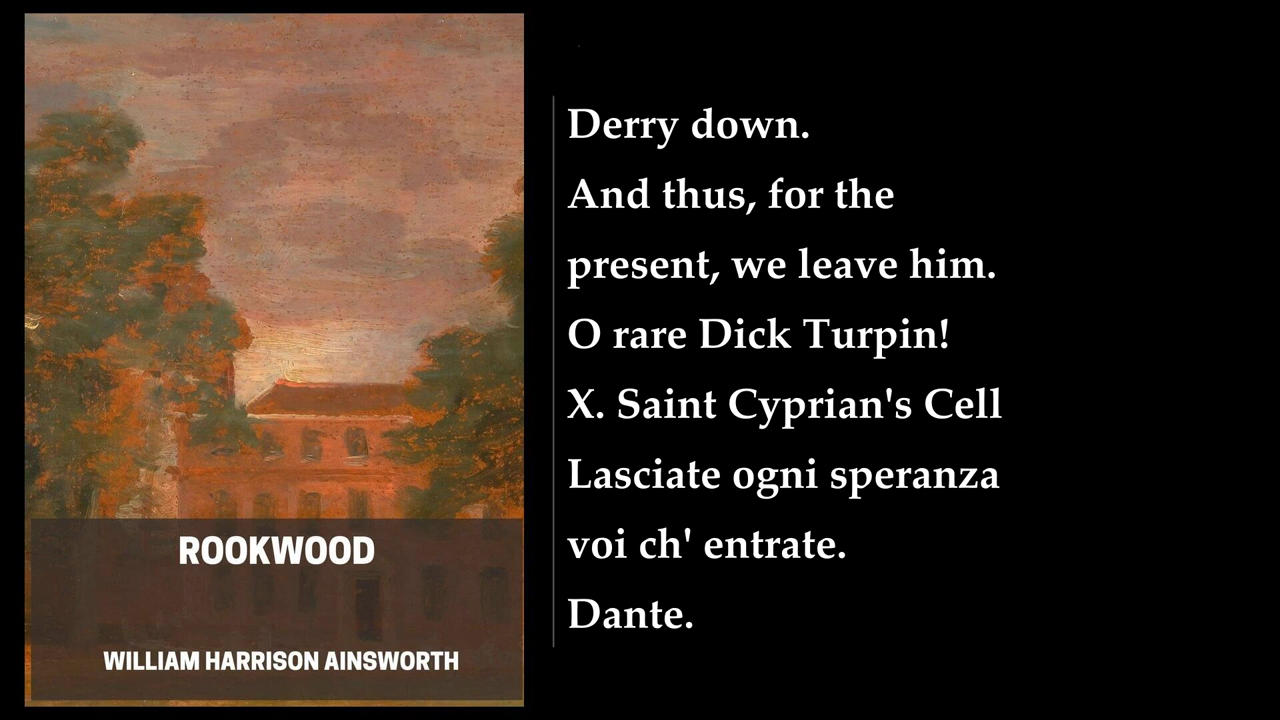 ROOKWOOD
WILLIAM HARRISON AINSWORTH
Derry down.
And thus, for the
present, we leave him.
O rare Dick Turpin!
X. Saint Cyprian's Cell
Lasciate ogni speranza
voi ch' entrate.
Dante.